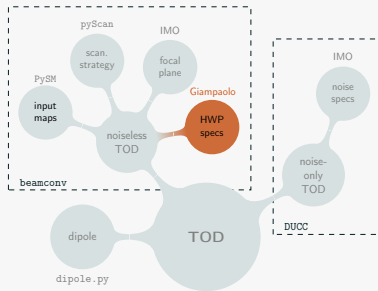 pyScan
scan.
strategy
IMO
focal
plane
PySM
input
maps
noiseless
TOD
Giampaolo
HWP
specs
beamconv
IMO
noise
specs
noise-
only
TOD
DUCC
dipole
dipole.py
TOD